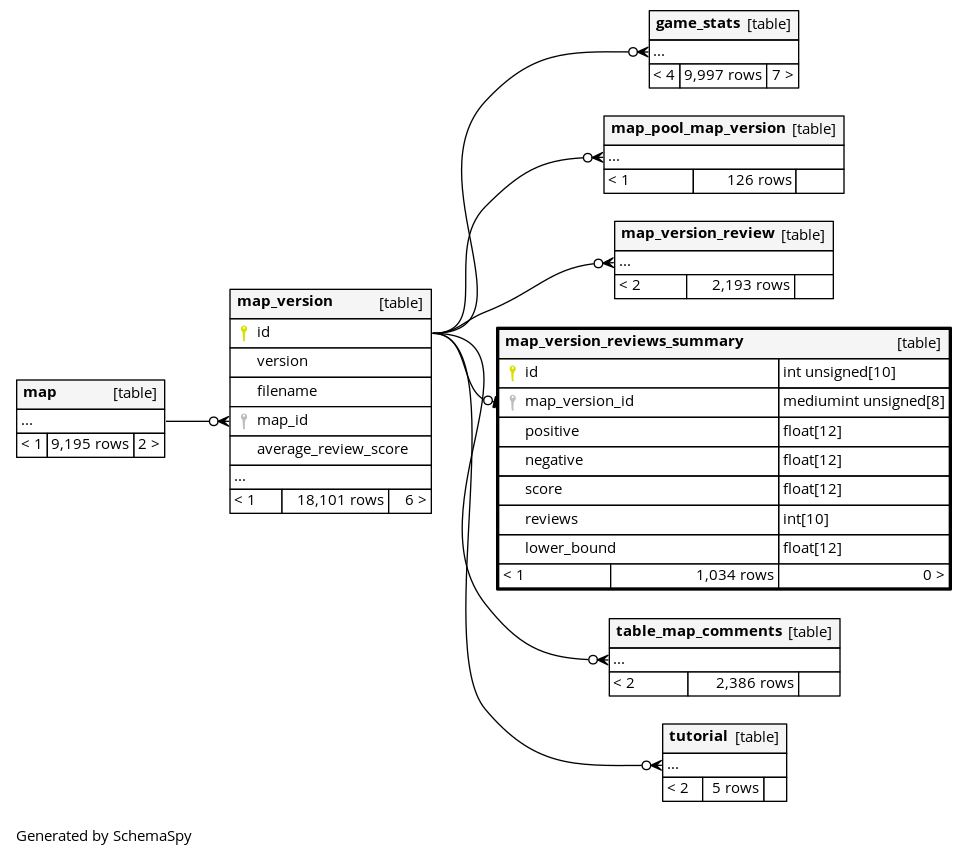 game_stats [table]
...
< 4 9,997 rows 7 >
map_pool_map_version [table]
...
< 1 126 rows
map_version_review [table]
...
< 2 2,193 rows
map_version [table]
id
version
filename
map_id
average_review_score
...
< 1 18,101 rows 6 >
map [table]
...
< 1 9,195 rows 2 >
map_version_reviews_summary [table]
id int unsigned[10]
map_version_id mediumint unsigned[8]
positive float[12]
negative float[12]
score float[12]
reviews int[10]
lower_bound float[12]
< 1 1,034 rows 0 >
table_map_comments [table]
...
< 2 2,386 rows
tutorial [table]
...
< 2 5 rows
Generated by SchemaSpy